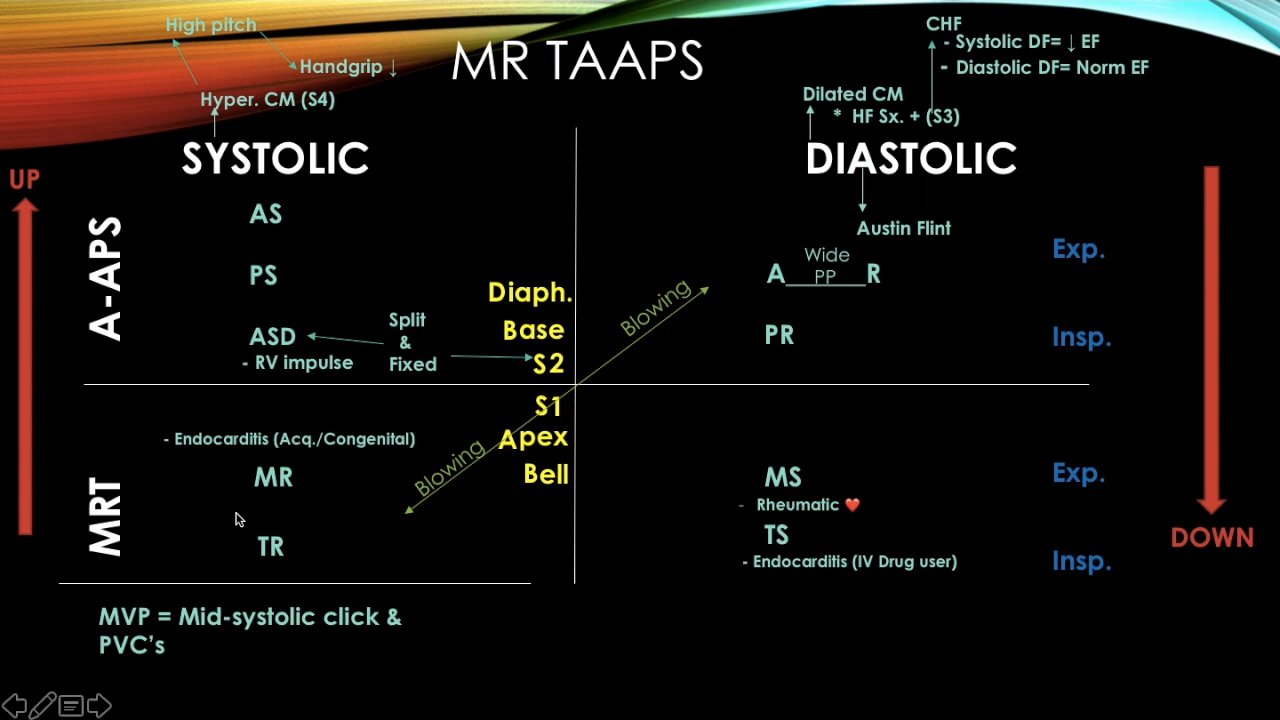 High pitch
Handgrip ↓
Hyper. CM (S4)
MR TAAPS
CHF
- Systolic DF= ↓ EF
- Diastolic DF= Norm EF
Dilated CM
* HF Sx. + (S3)
SYSTOLIC
DIASTOLIC
UP
A-APS
AS
PS
ASD
- RV impulse
Split
&
Fixed
Diaph.
Base
S2
Blowing
Austin Flint
Wide
PP
A______R
PR
Exp.
Insp.
- Endocarditis (Acq./Congenital)
MRT
MR
TR
S1
Apex
Bell
Blowing
MS
- Rheumatic ❤️
TS
- Endocarditis (IV Drug user)
Exp.
Insp.
DOWN
MVP = Mid-systolic click &
PVC’s